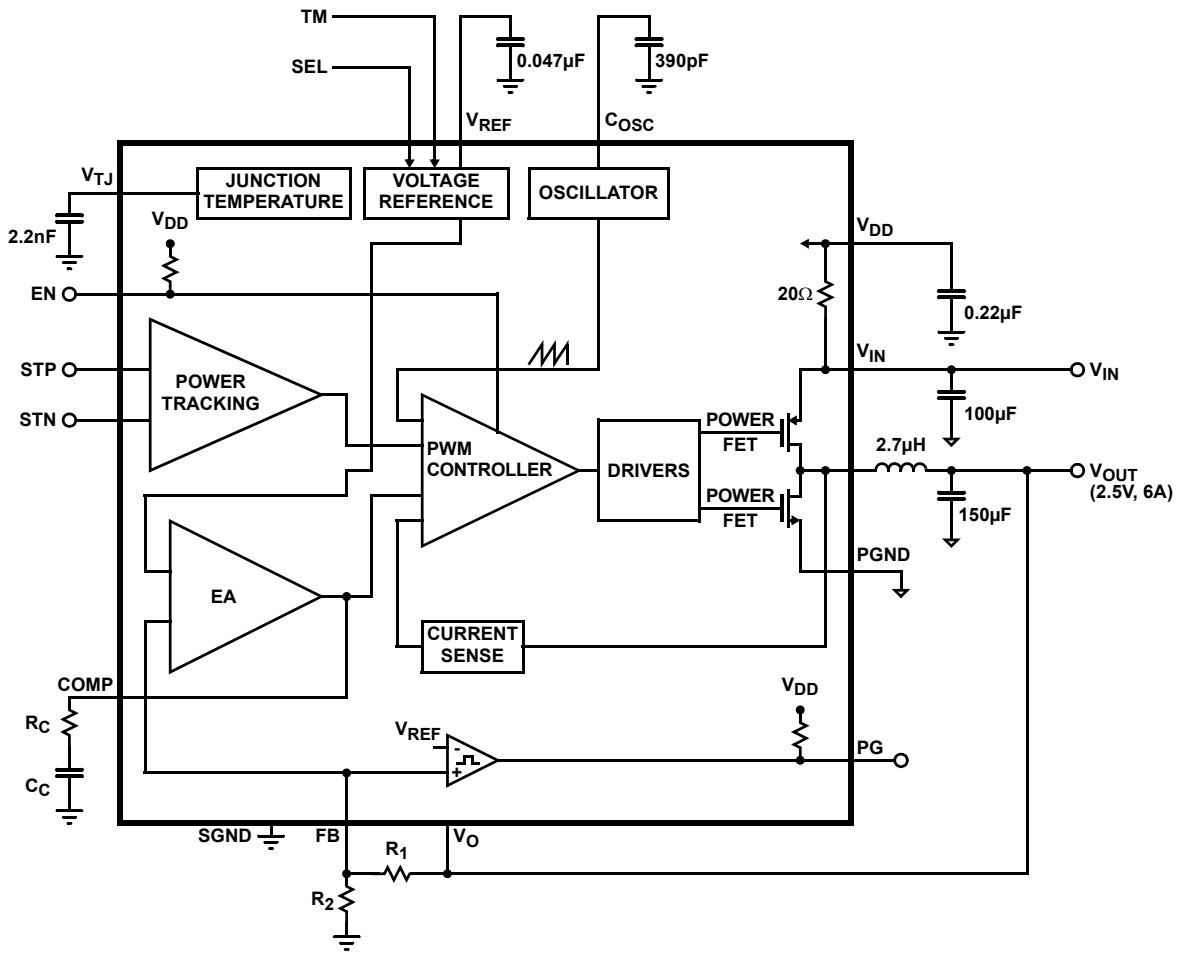 TM
0.047µF
390pF
SEL
VREF
COSC
VTJ
JUNCTION
TEMPERATURE
VOLTAGE
REFERENCE
OSCILLATOR
2.2nF
VDD
VDD
EN
20Ω
0.22µF
STP
POWER
TRACKING
VIN
VIN
STN
100µF
PWM
CONTROLLER
DRIVERS
POWER
FET
2.7µH
VOUT
(2.5V, 6A)
POWER
FET
150µF
PGND
EA
CURRENT
SENSE
COMP
RC
VDD
VREF
-
+
PG
CC
SGND
FB
VO
R1
R2